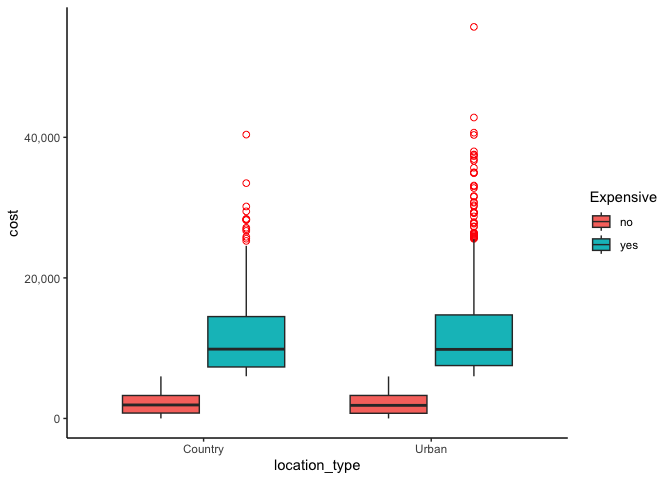 cost
40,000
20,000
0
Country
Urban
location_type
Expensive
no
yes